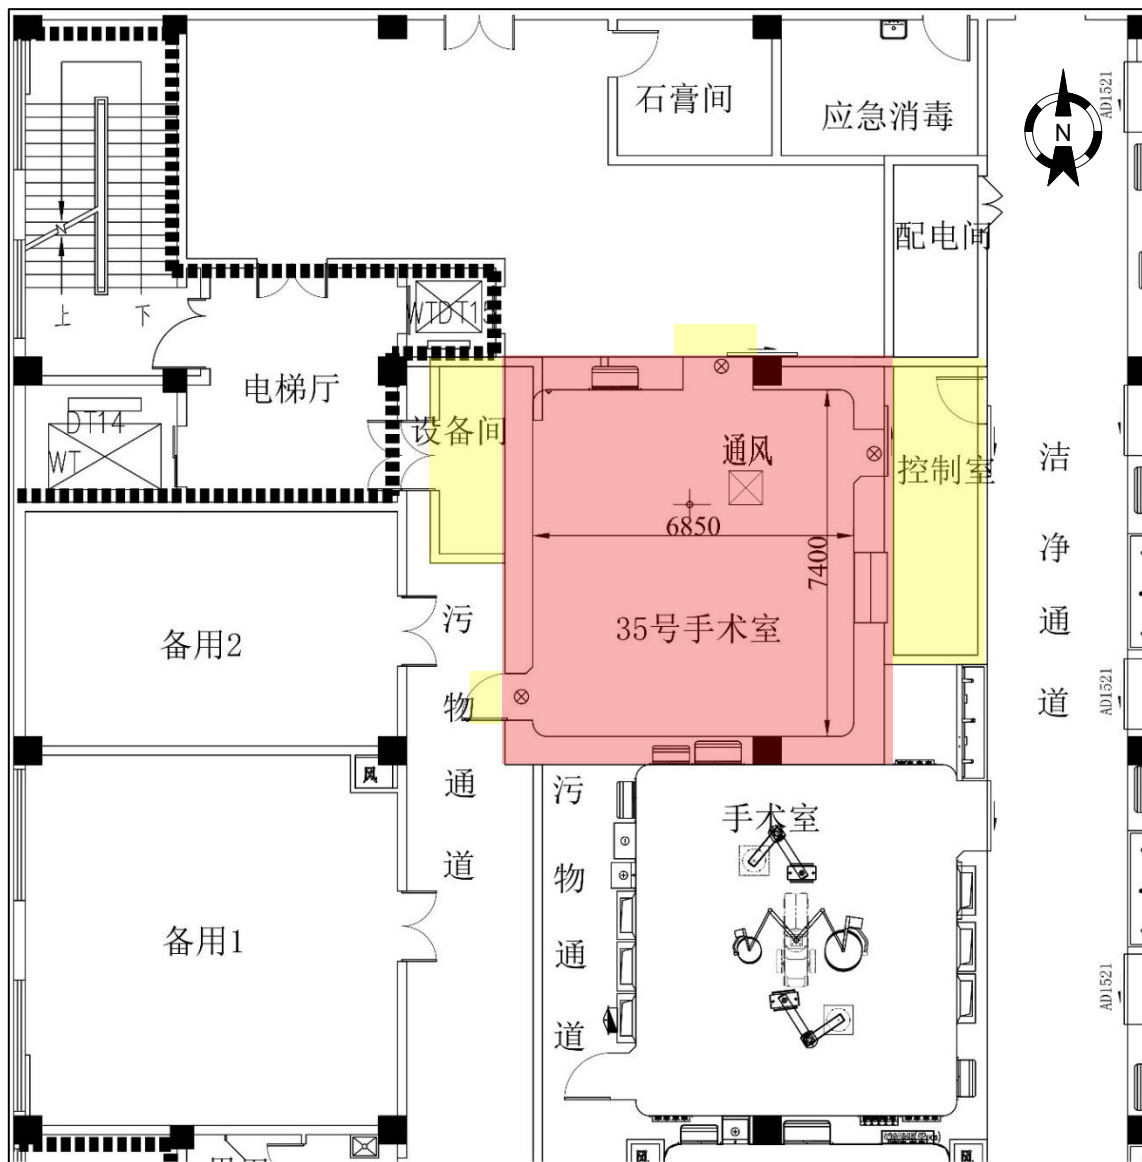 石膏间
应急消毒
AD1521
N
配电间
上
下
WTDT15
电梯厅
DT14
WT
设备间
通风
控制室
6850
7400
35号手术室
洁净通道
备用2
污物通道
AD1521
风
手术室
污物通道
备用1
AD1521
风
风